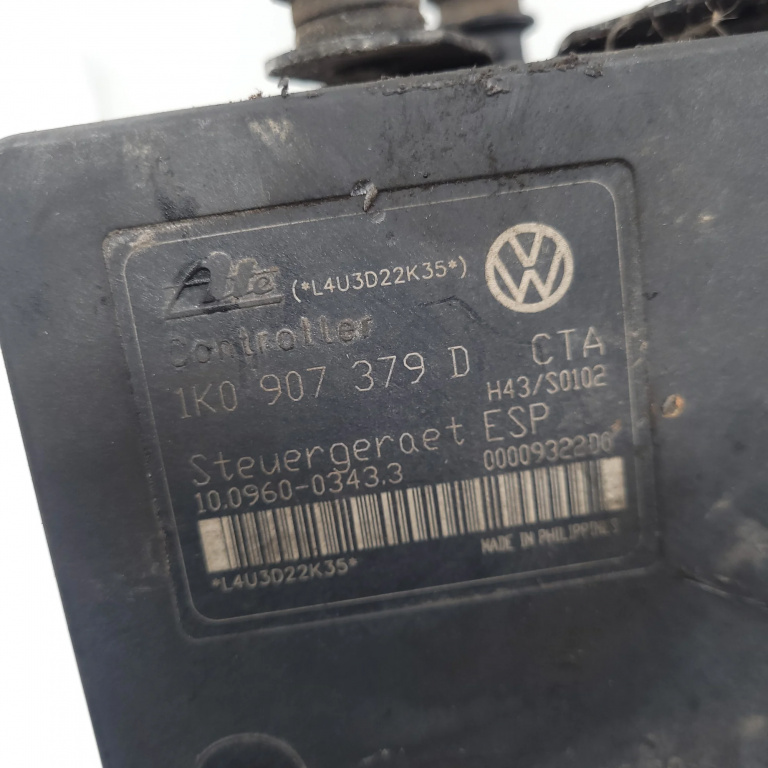 Ate (*L4U3D22K35*)
Controller
1K0 907 379 D CTA
H43/S0102
Steuergeraet ESP
10.0960-0343.3 0000932206
MADE IN PHILIPPINES
*L4U3D22K35*